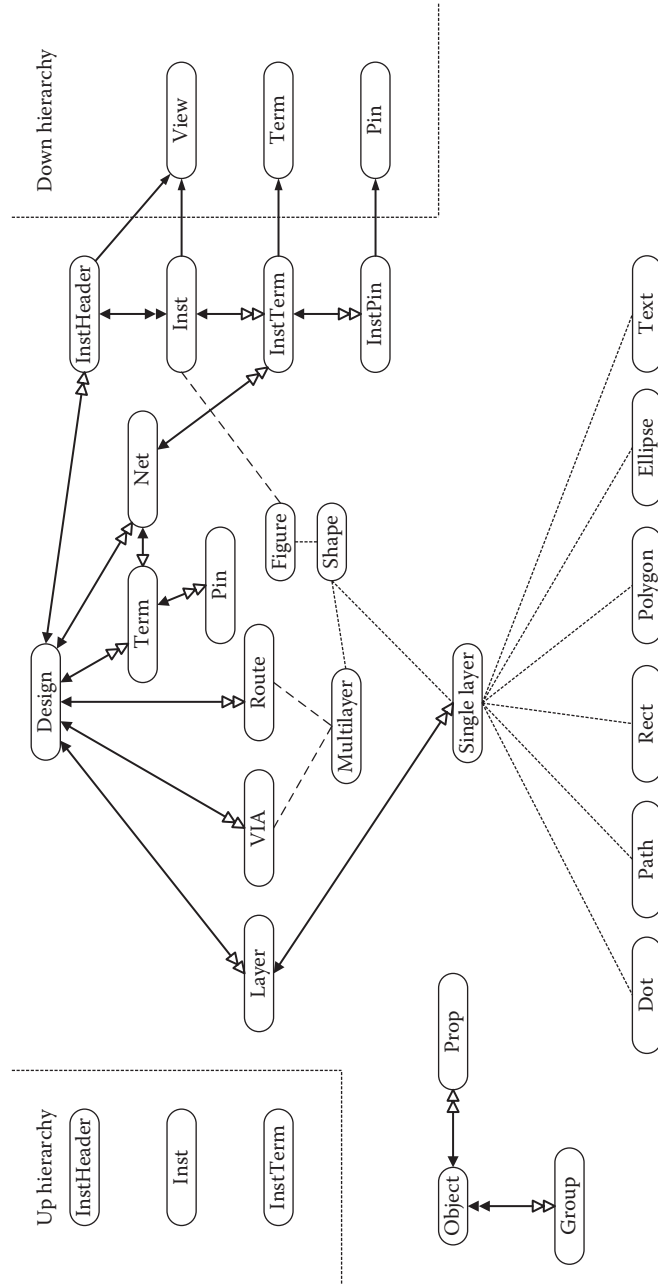 Up hierarchy
InstHeader
Inst
InstTerm
Down hierarchy
View
Term
Pin
Design
InstHeader
Inst
InstTerm
InstPin
Net
Term
Pin
Route
VIA
Layer
Figure
Shape
Multilayer
Single layer
Dot
Path
Rect
Polygon
Ellipse
Text
Object
Prop
Group